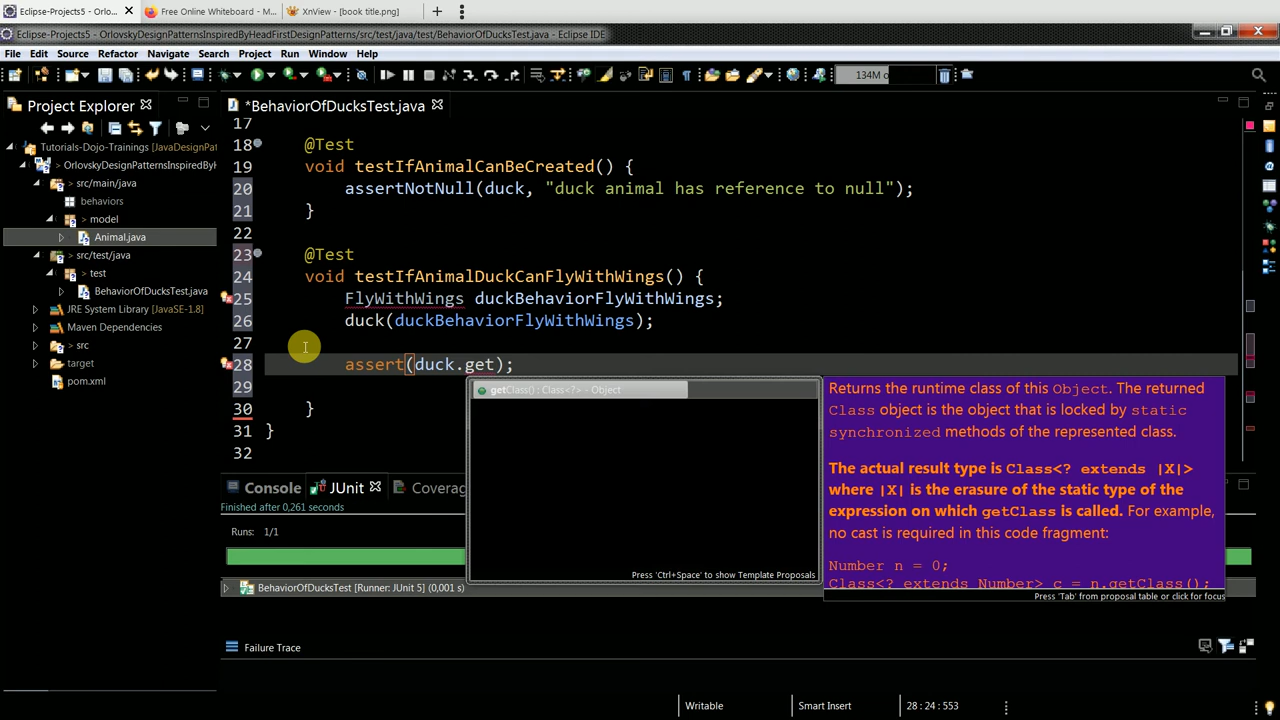 Eclipse-Projects5 - Orlo...
Free Online Whiteboard - M...
XnView - [book title.png]
Eclipse-Projects5 - OrlovskyDesignPatternsInspiredByHeadFirstDesignPatterns/src/test/java/test/BehaviorOfDucksTest.java - Eclipse IDE
File Edit Source Refactor Navigate Search Project Run Window Help
134M o
Project Explorer
*BehaviorOfDucksTest.java
Tutorials-Dojo-Trainings [JavaDesignPat
> OrlovskyDesignPatternsInspiredByH
> src/main/java
behaviors
> model
Animal.java
> src/test/java
> test
BehaviorOfDucksTest.java
JRE System Library [JavaSE-1.8]
Maven Dependencies
> src
target
pom.xml
17
18 @Test
19 void testIfAnimalCanBeCreated() {
20 assertNotNull(duck, "duck animal has reference to null");
21 }
22
23 @Test
24 void testIfAnimalDuckCanFlyWithWings() {
25 FlyWithWings duckBehaviorFlyWithWings;
26 duck(duckBehaviorFlyWithWings);
27
28 assert(duck.get);
29
30 }
31 }
32
getClass() : Class<?> - Object
Press 'Ctrl+Space' to show Template Proposals
Returns the runtime class of this Object. The returned
Class object is the object that is locked by static
synchronized methods of the represented class.
The actual result type is Class<? extends |X|>
where |X| is the erasure of the static type of the
expression on which getClass is called. For example,
no cast is required in this code fragment:
Number n = 0;
Class<? extends Number> c = n.getClass();
Press 'Tab' from proposal table or click for focus
Console JUnit Coverag
Finished after 0,261 seconds
Runs: 1/1
BehaviorOfDucksTest [Runner: JUnit 5] (0,001 s)
Failure Trace
Writable Smart Insert 28 : 24 : 553